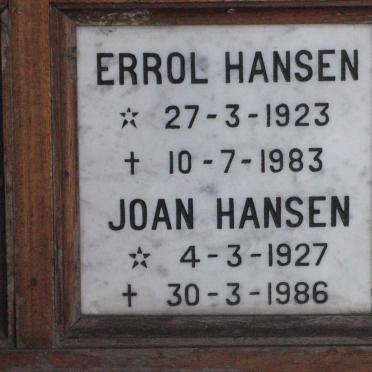 ERROL HANSEN
☆ 27-3-1923
† 10-7-1983
JOAN HANSEN
☆ 4-3-1927
† 30-3-1986